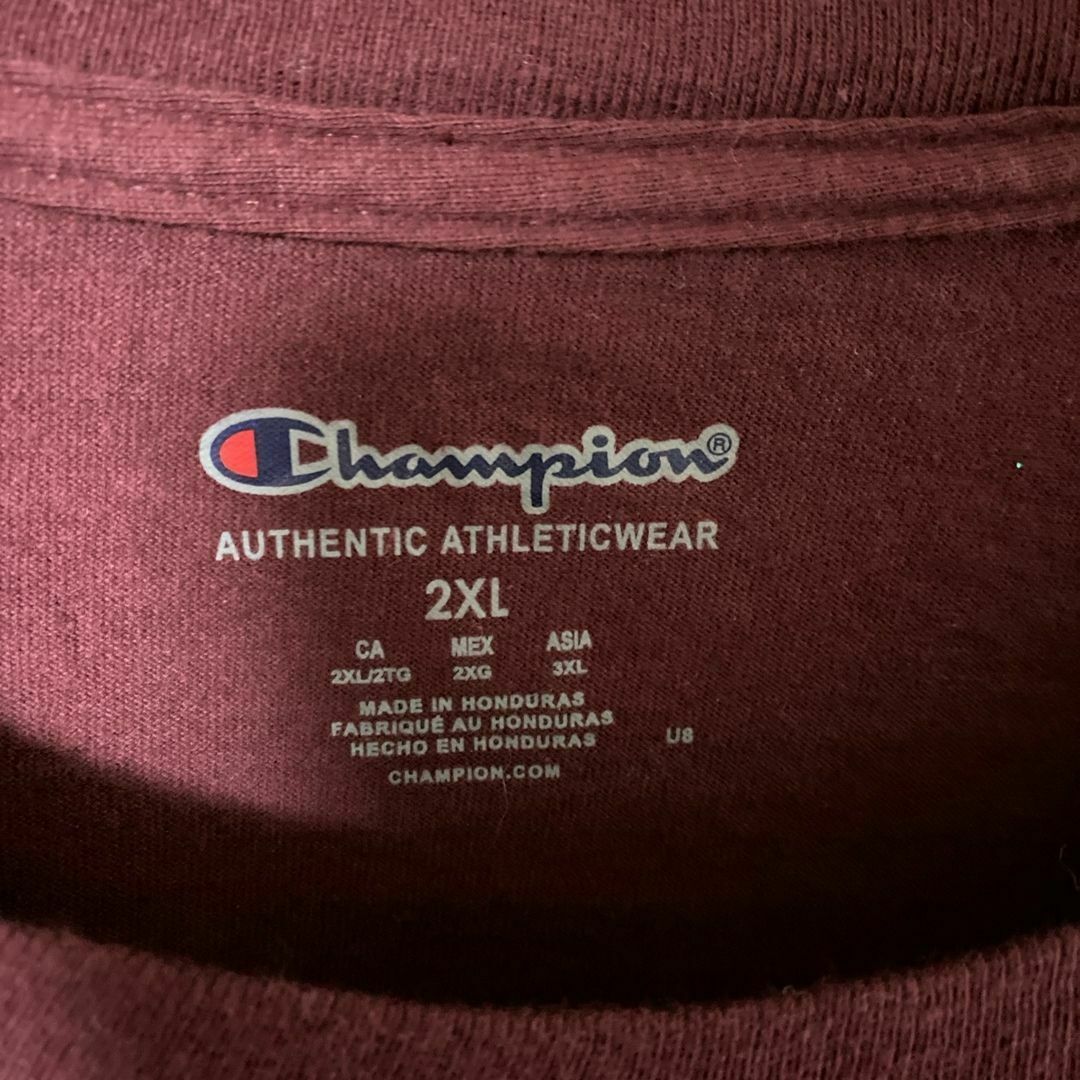 Champion®
AUTHENTIC ATHLETICWEAR
2XL
CA MEX ASIA
2XL/2TG 2XG 3XL
MADE IN HONDURAS
FABRIQUÉ AU HONDURAS
HECHO EN HONDURAS U8
CHAMPION.COM